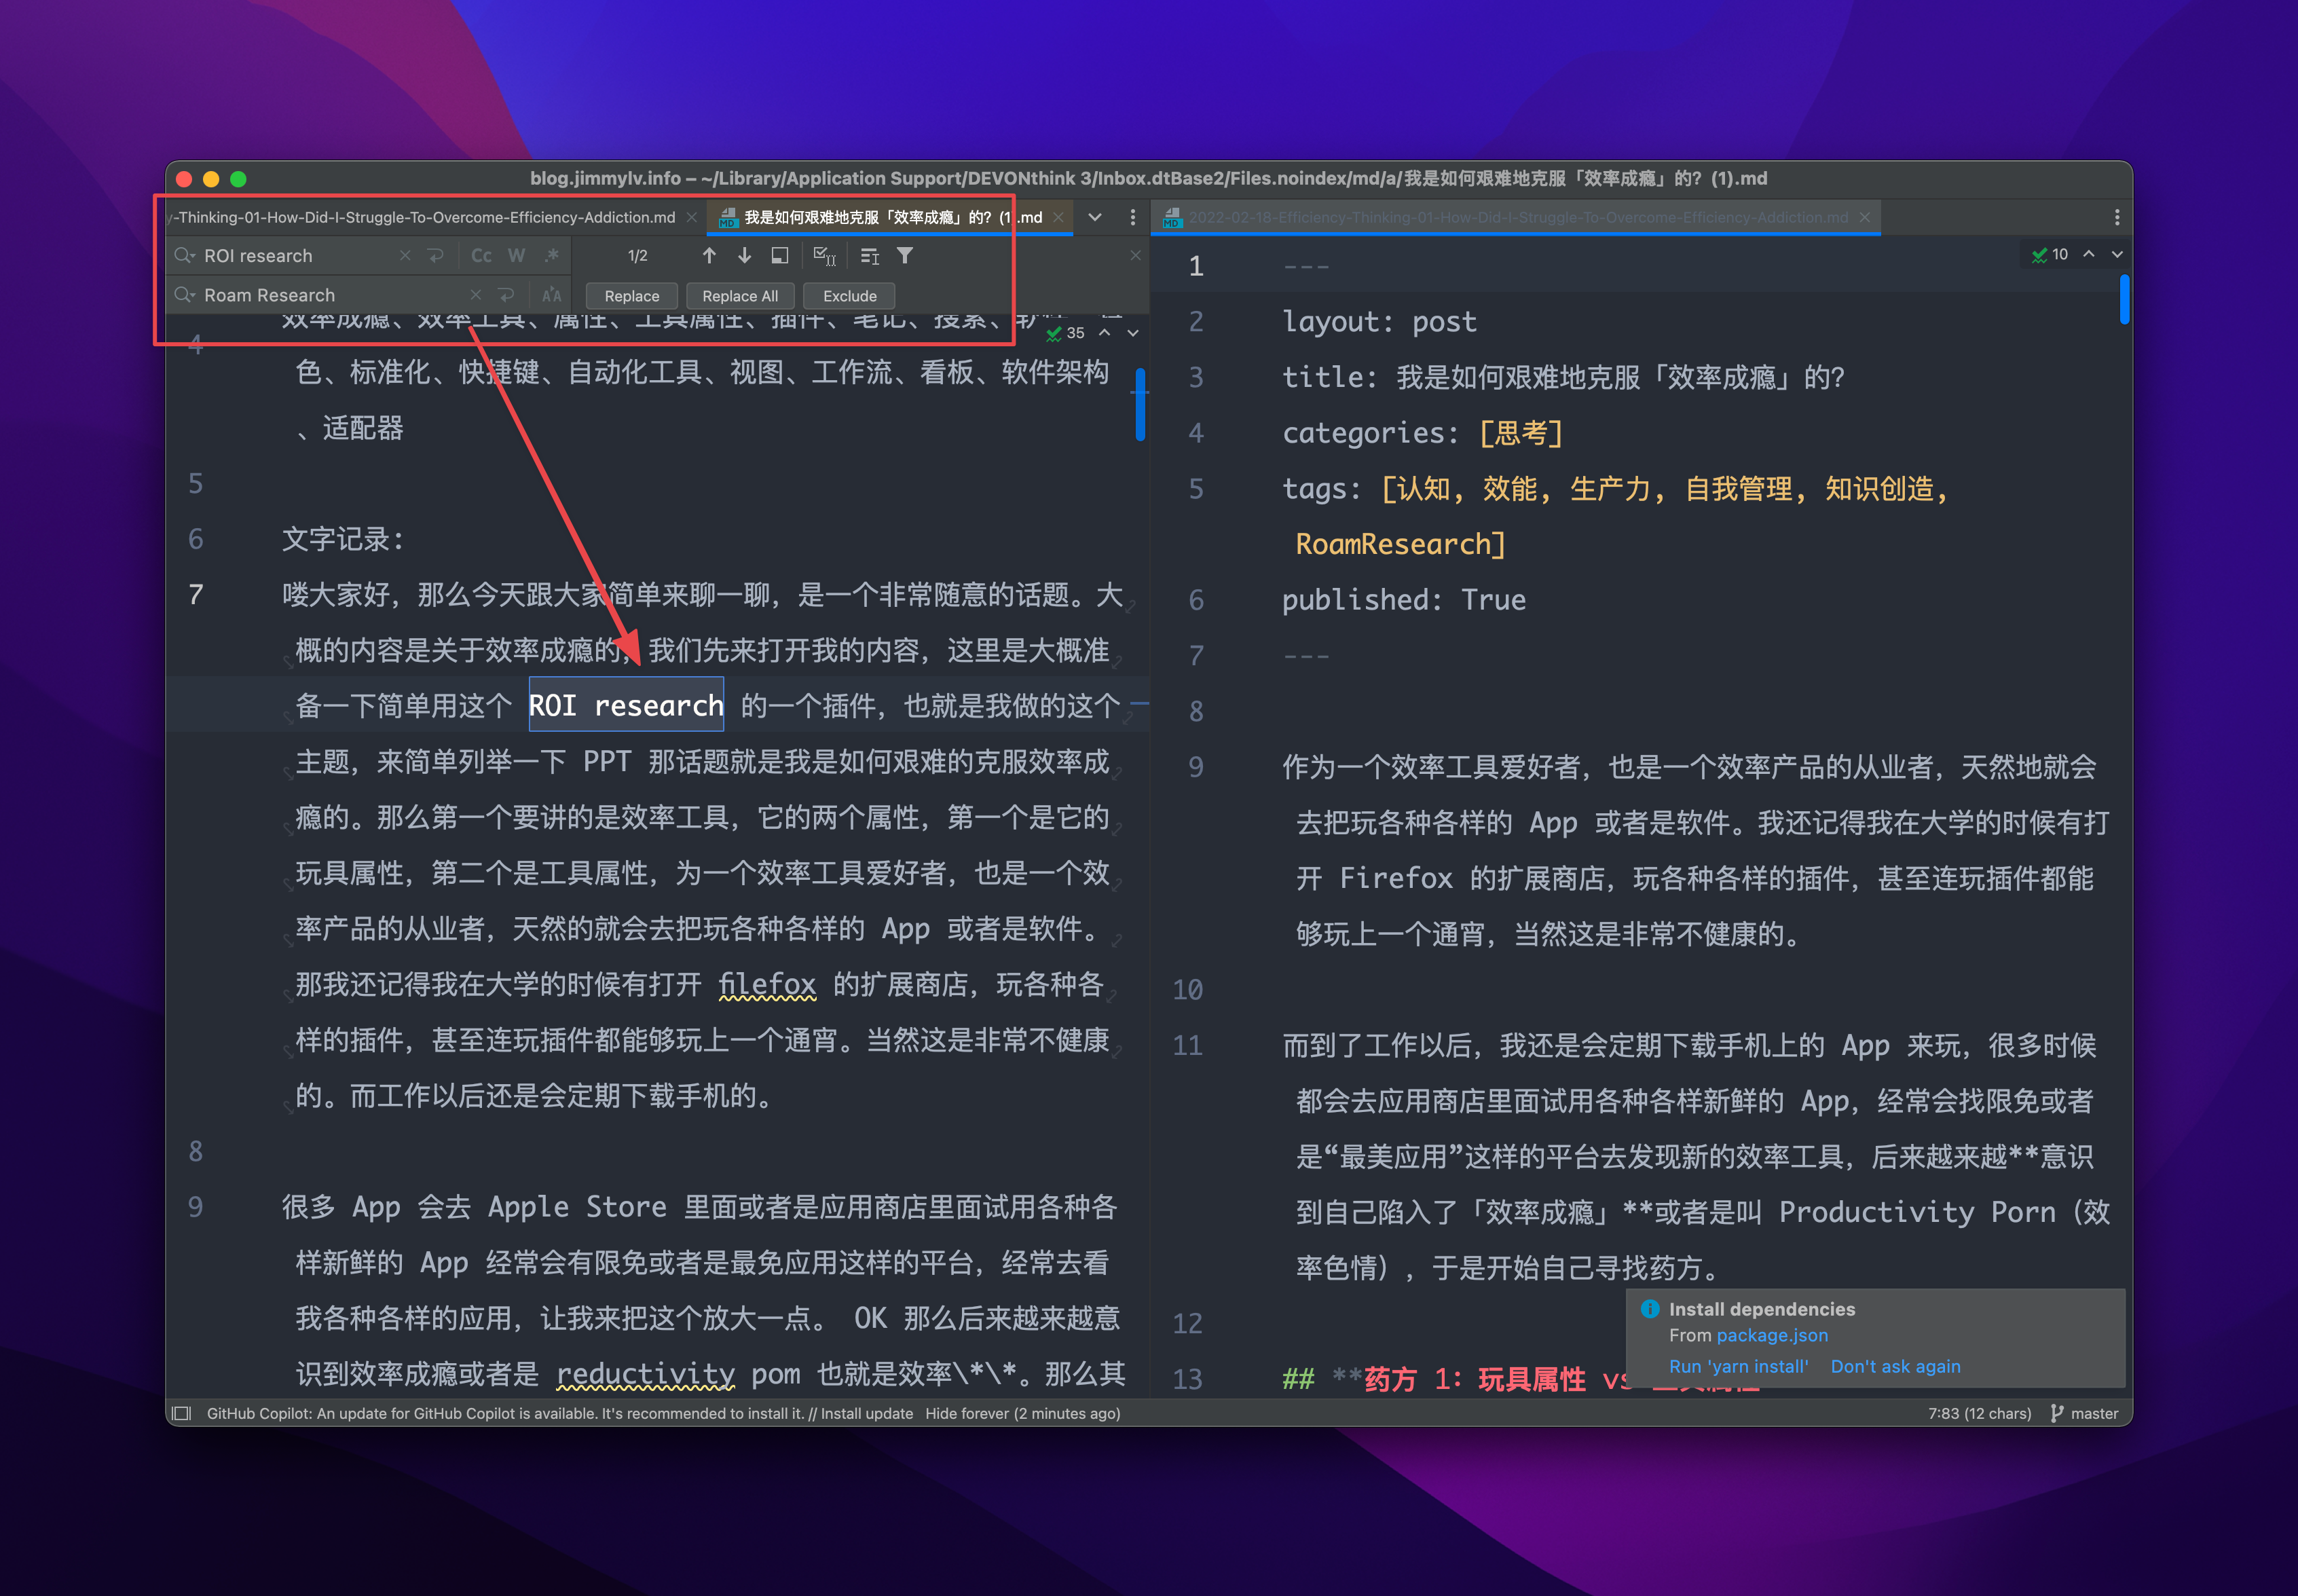 blog.jimmylv.info – ~/Library/Application Support/DEVONthink 3/Inbox.dtBase2/Files.noindex/md/a/我是如何艰难地克服「效率成瘾」的？(1).md
y-Thinking-01-How-Did-I-Struggle-To-Overcome-Efficiency-Addiction.md
我是如何艰难地克服「效率成瘾」的？(1).md
ROI research
Cc W .*
1/2
Roam Research
Replace
Replace All
Exclude
35
4
效率成瘾、效率工具、属性、工具属性、插件、笔记、搜索、
色、标准化、快捷键、自动化工具、视图、工作流、看板、软件架构
、适配器
5
6 文字记录：
7 喽大家好，那么今天跟大家简单来聊一聊，是一个非常随意的话题。大
概的内容是关于效率成瘾的，我们先来打开我的内容，这里是大概准
备一下简单用这个 ROI research 的一个插件，也就是我做的这个
主题，来简单列举一下 PPT 那话题就是我是如何艰难的克服效率成
瘾的。那么第一个要讲的是效率工具，它的两个属性，第一个是它的
玩具属性，第二个是工具属性，为一个效率工具爱好者，也是一个效
率产品的从业者，天然的就会去把玩各种各样的 App 或者是软件。
那我还记得我在大学的时候有打开 filefox 的扩展商店，玩各种各
样的插件，甚至连玩插件都能够玩上一个通宵。当然这是非常不健康
的。而工作以后还是会定期下载手机的。
8
9 很多 App 会去 Apple Store 里面或者是应用商店里面试用各种各
样新鲜的 App 经常会有限免或者是最免应用这样的平台，经常去看
我各种各样的应用，让我来把这个放大一点。 OK 那么后来越来越意
识到效率成瘾或者是 reductivity pom 也就是效率\*\*。那么其
2022-02-18-Efficiency-Thinking-01-How-Did-I-Struggle-To-Overcome-Efficiency-Addiction.md
10
1 ---
2 layout: post
3 title: 我是如何艰难地克服「效率成瘾」的？
4 categories: [思考]
5 tags: [认知, 效能, 生产力, 自我管理, 知识创造,
RoamResearch]
6 published: True
7 ---
8
9 作为一个效率工具爱好者，也是一个效率产品的从业者，天然地就会
去把玩各种各样的 App 或者是软件。我还记得我在大学的时候有打
开 Firefox 的扩展商店，玩各种各样的插件，甚至连玩插件都能
够玩上一个通宵，当然这是非常不健康的。
10
11 而到了工作以后，我还是会定期下载手机上的 App 来玩，很多时候
都会去应用商店里面试用各种各样新鲜的 App，经常会找限免或者
是“最美应用”这样的平台去发现新的效率工具，后来越来越**意识
到自己陷入了「效率成瘾」**或者是叫 Productivity Porn（效
率色情），于是开始自己寻找药方。
12
13 ## **药方 1：玩具属性 vs
Install dependencies
From package.json
Run 'yarn install' Don't ask again
GitHub Copilot: An update for GitHub Copilot is available. It's recommended to install it. // Install update Hide forever (2 minutes ago)
7:83 (12 chars) master